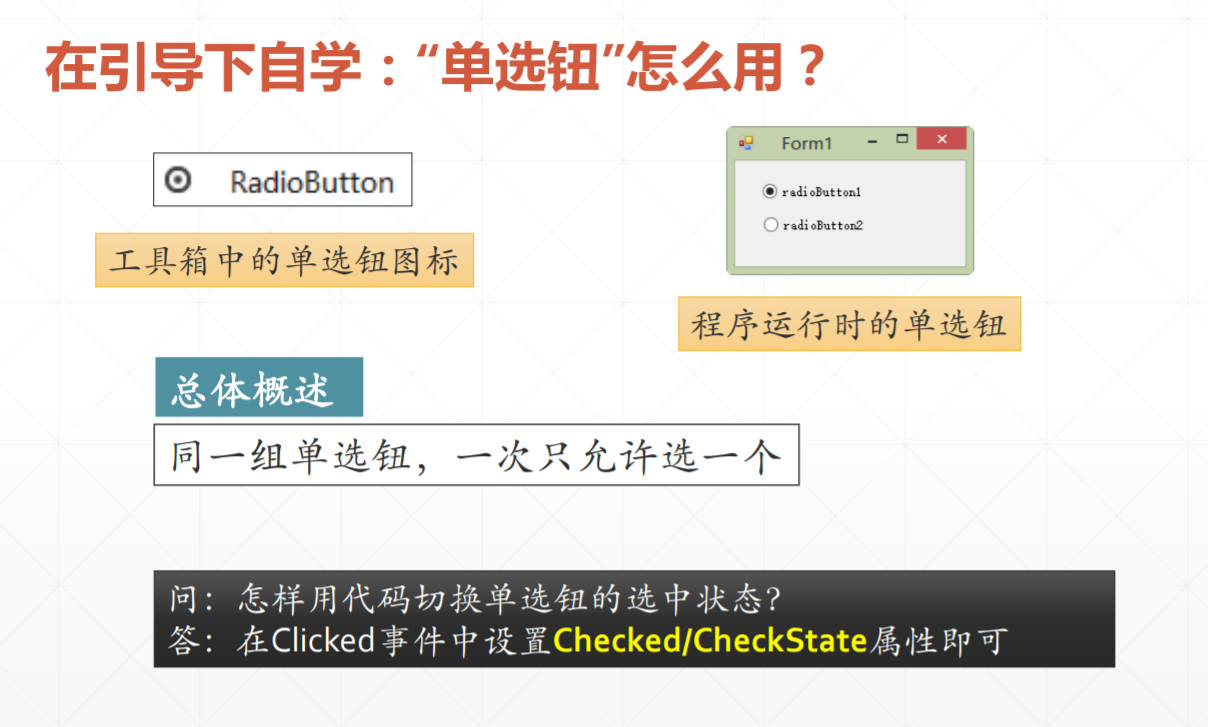 在引导下自学：“单选钮”怎么用？
RadioButton
工具箱中的单选钮图标
Form1
radioButton1
radioButton2
程序运行时的单选钮
总体概述
同一组单选钮，一次只允许选一个
问：怎样用代码切换单选钮的选中状态？
答：在Clicked事件中设置Checked/CheckState属性即可